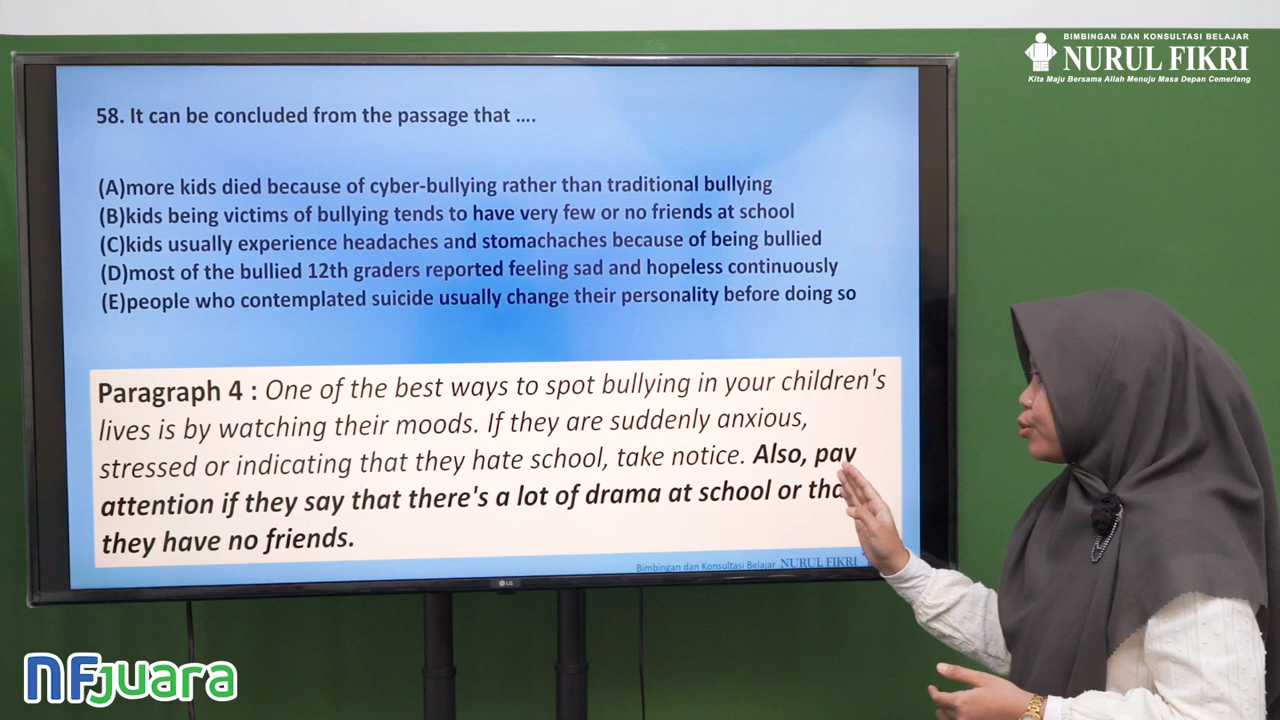 BIMBINGAN DAN KONSULTASI BELAJAR
NURUL FIKRI
Kita Maju Bersama Allah Menuju Masa Depan Cemerlang
58. It can be concluded from the passage that ....
(A)more kids died because of cyber-bullying rather than traditional bullying
(B)kids being victims of bullying tends to have very few or no friends at school
(C)kids usually experience headaches and stomachaches because of being bullied
(D)most of the bullied 12th graders reported feeling sad and hopeless continuously
(E)people who contemplated suicide usually change their personality before doing so
Paragraph 4 : One of the best ways to spot bullying in your children's
lives is by watching their moods. If they are suddenly anxious,
stressed or indicating that they hate school, take notice. Also, pay
attention if they say that there's a lot of drama at school or tha
they have no friends.
Bimbingan dan Konsultasi Belajar NURUL FIKRI
LG
NFjuara